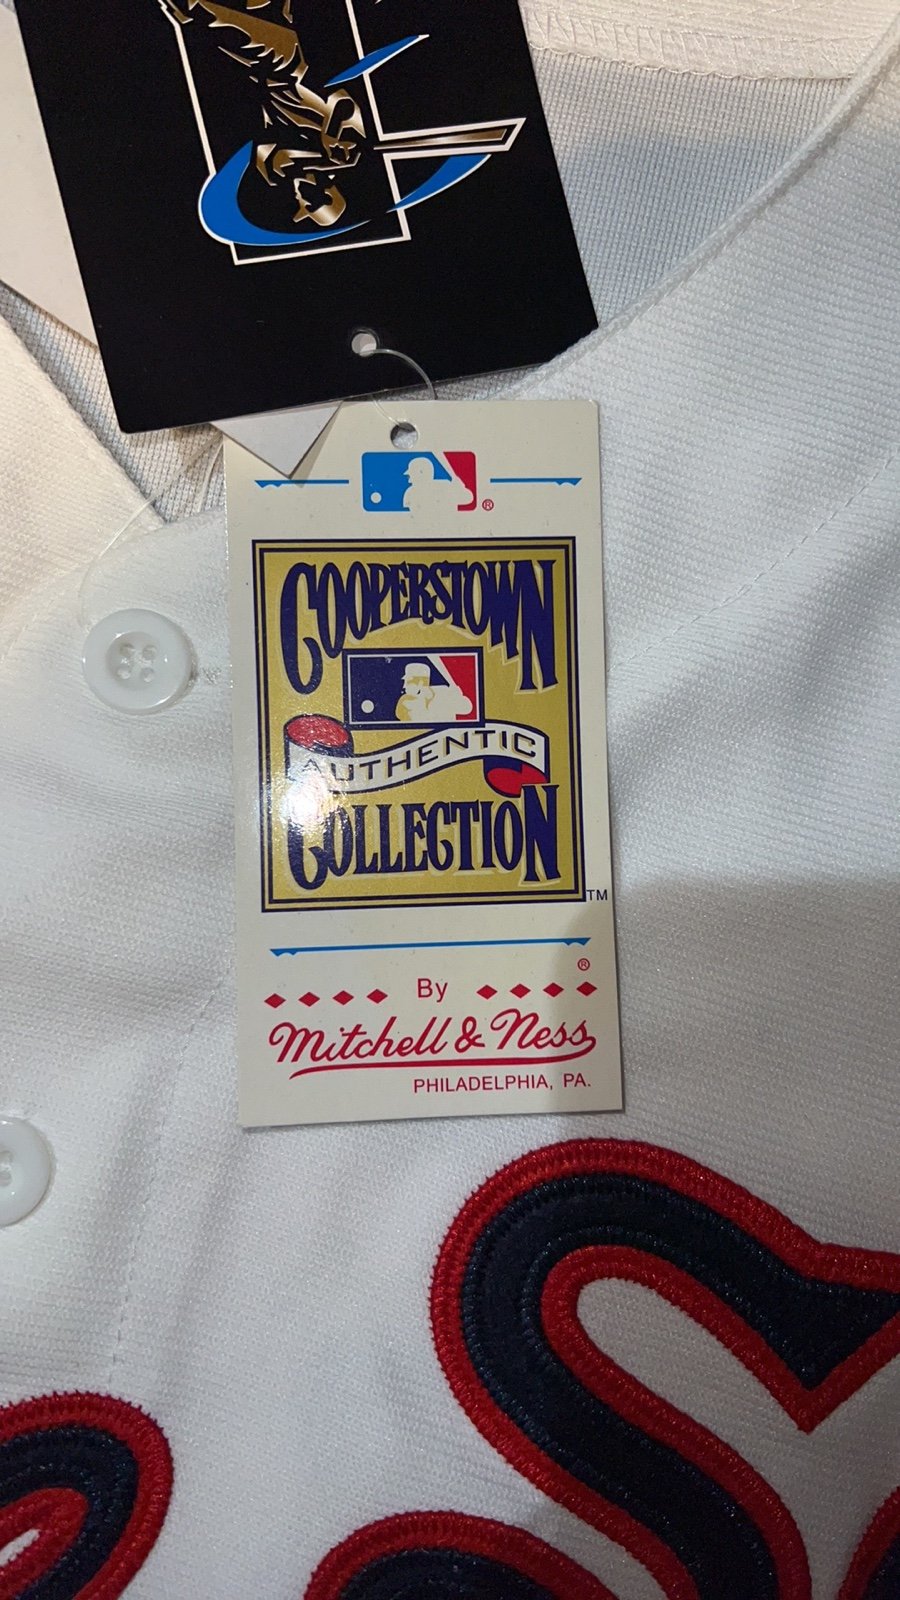 ®
COOPERSTOWN
AUTHENTIC
COLLECTION
TM
®
By
Mitchell & Ness
PHILADELPHIA, PA.